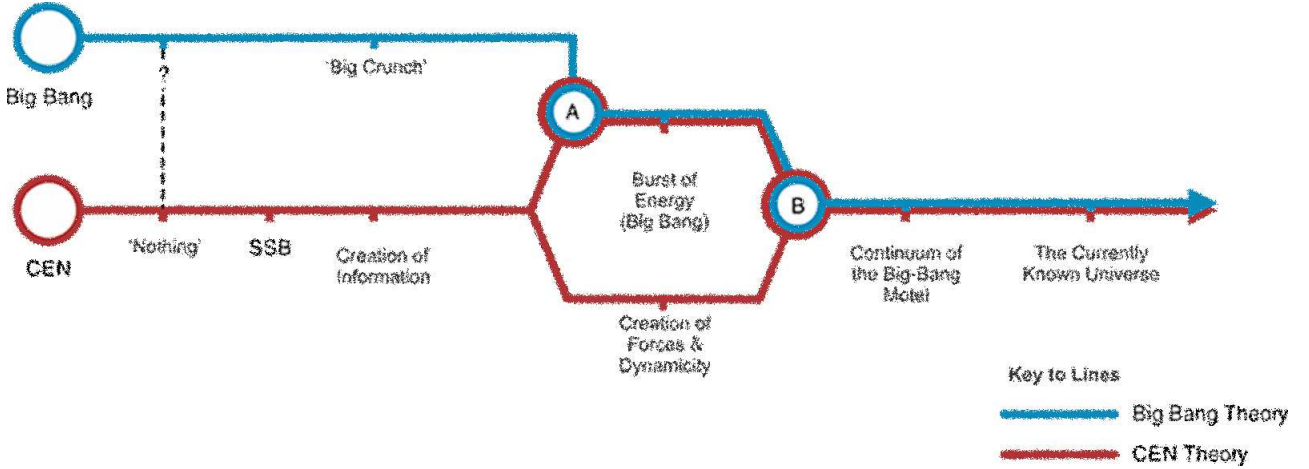 ?
'Big Crunch'
Big Bang
A
Burst of
Energy
(Big Bang)
B
'Nothing'
SSB
Creation of
Information
CEN
Continuum of
the Big-Bang
Motel
The Currently
Known Universe
Creation of
Forces &
Dynamicity
Key to Lines
Big Bang Theory
CEN Theory